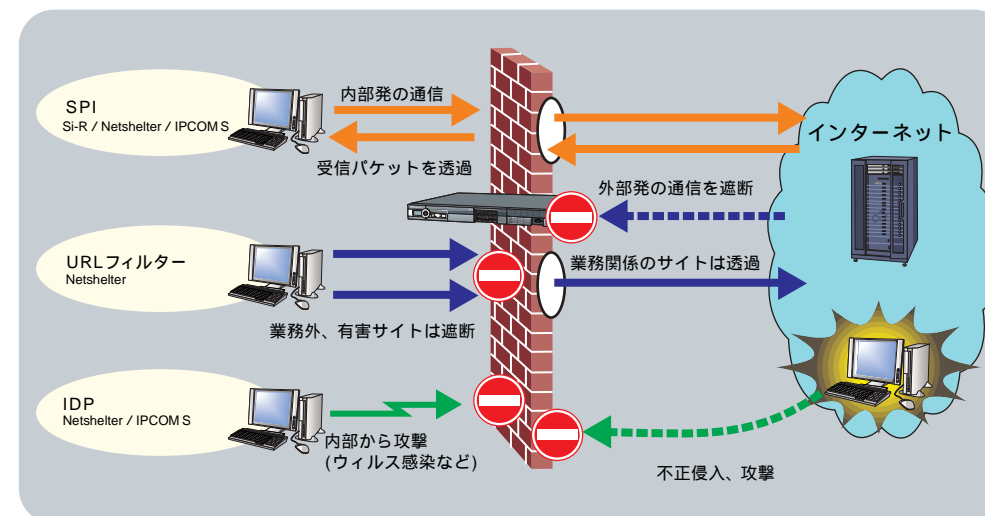 内部発の通信
SPI
Si-R / Netshelter / IPCOM S
受信パケットを透過
インターネット
外部発の通信を遮断
URLフィルター
Netshelter
業務関係のサイトは透過
業務外、有害サイトは遮断
IDP
Netshelter / IPCOM S
内部から攻撃
(ウィルス感染など)
不正侵入、攻撃